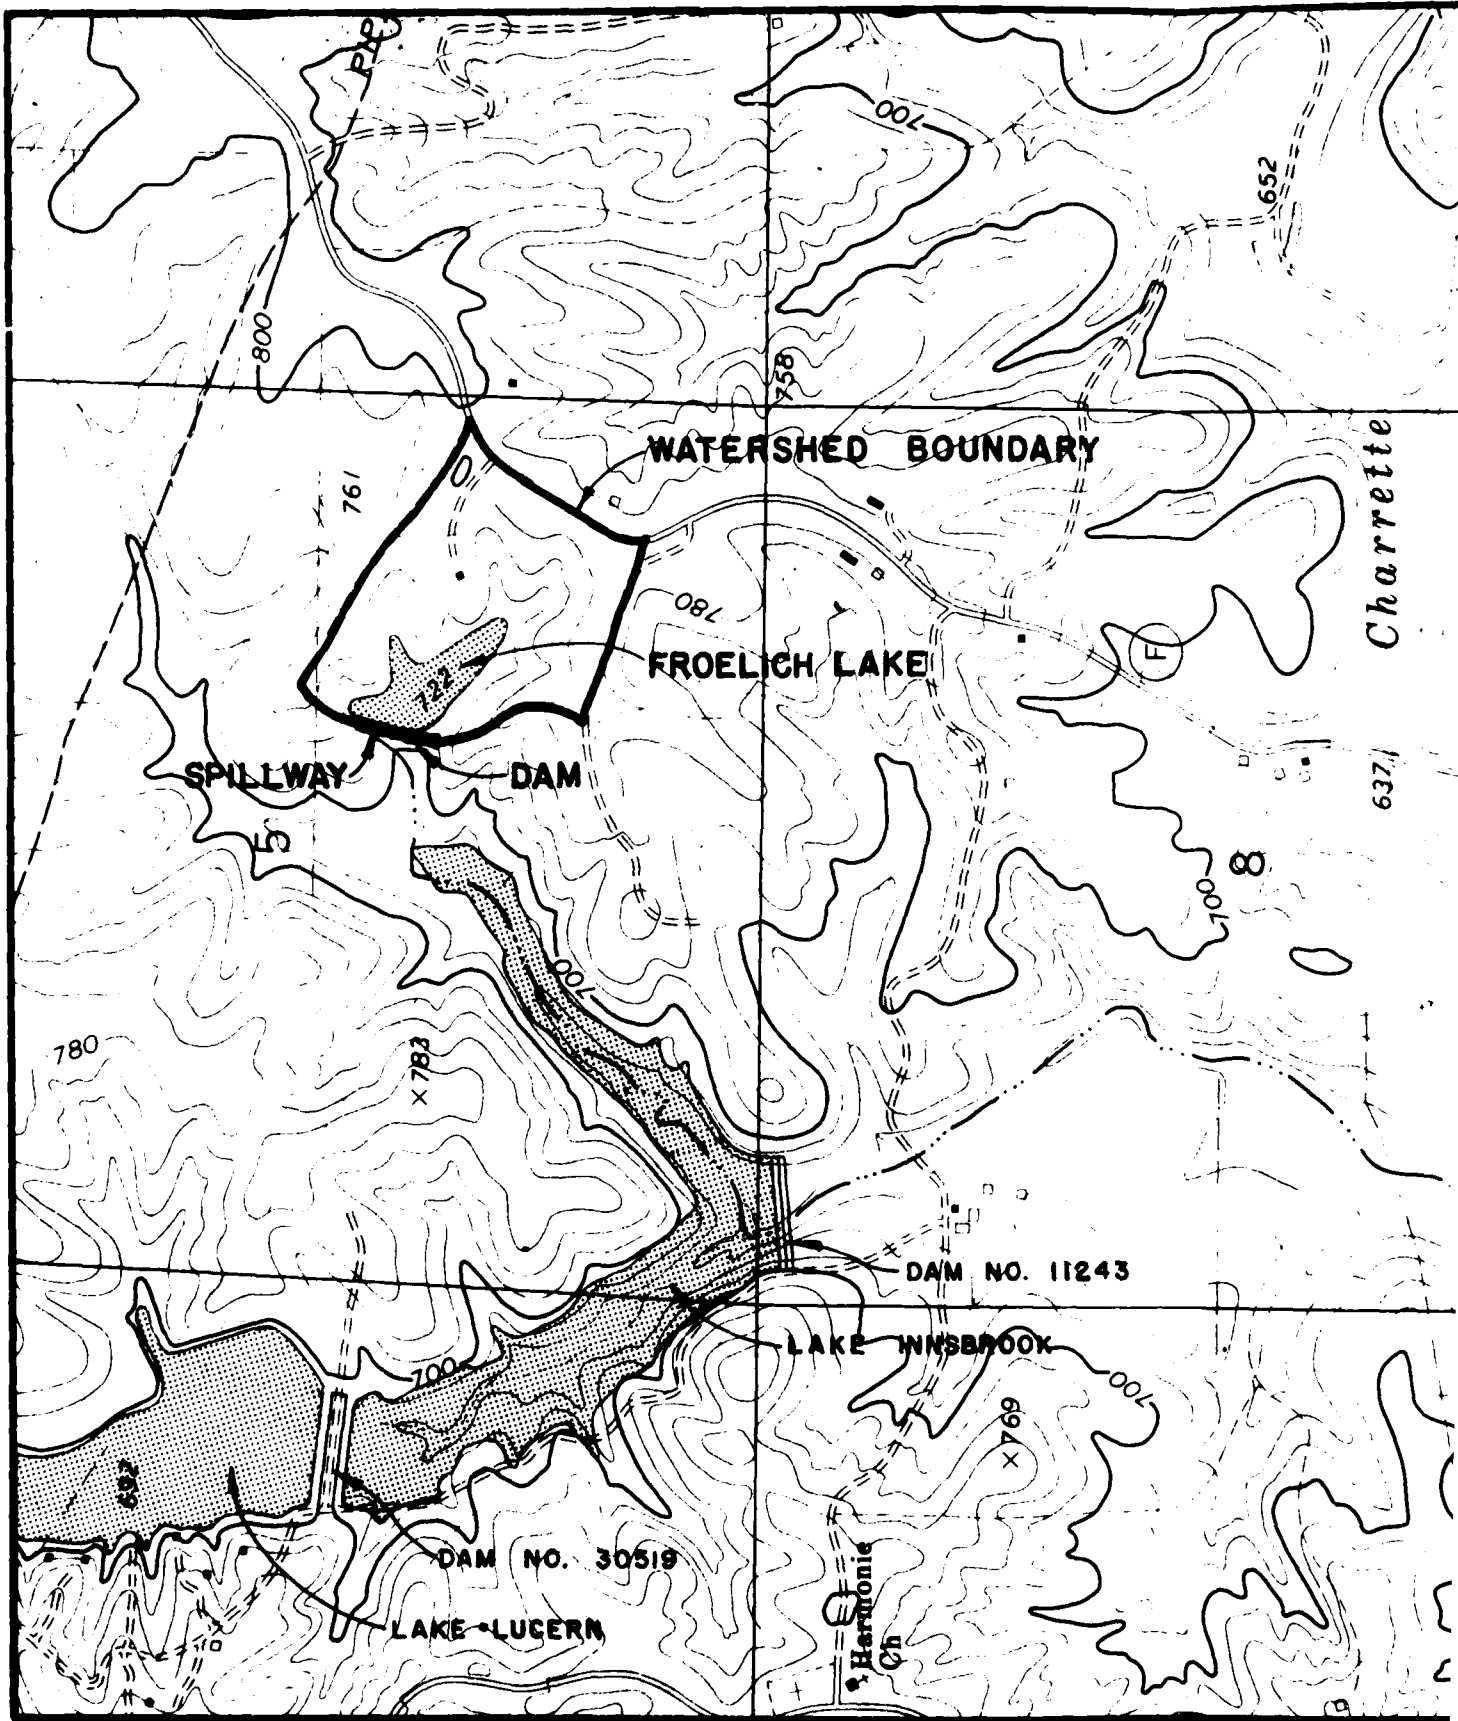 PIPE
700
652
800
758
WATERSHED BOUNDARY
761
Charrette
780
F
FROELICH LAKE
722
SPILLWAY
DAM
637
5
8
700
700
780
×783
DAM NO. 11243
LAKE INNSBROOK
700
700
×769
692
DAM NO. 30519
Harmonie
Ch
LAKE LUCERN